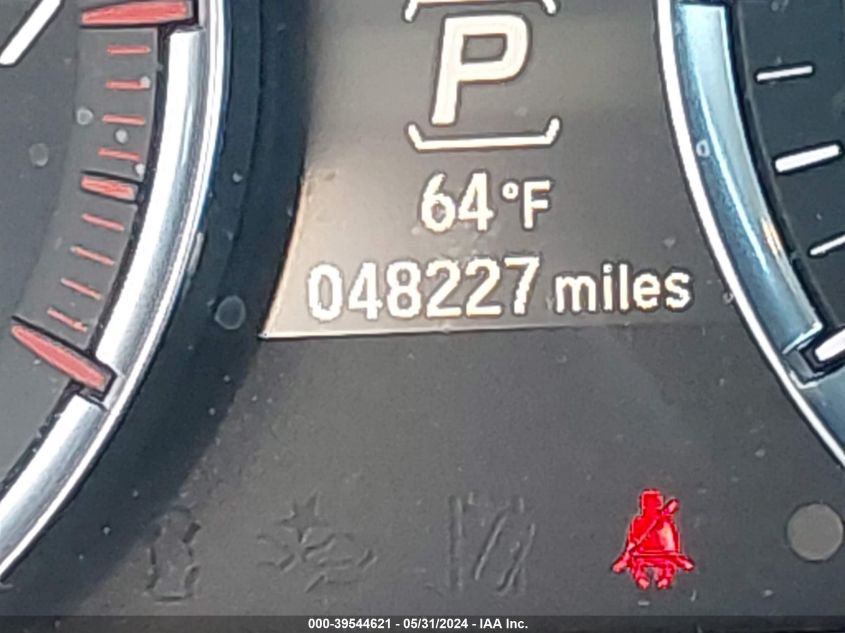 P
64°F
048227 miles
000-39544621 - 05/31/2024 - IAA Inc.